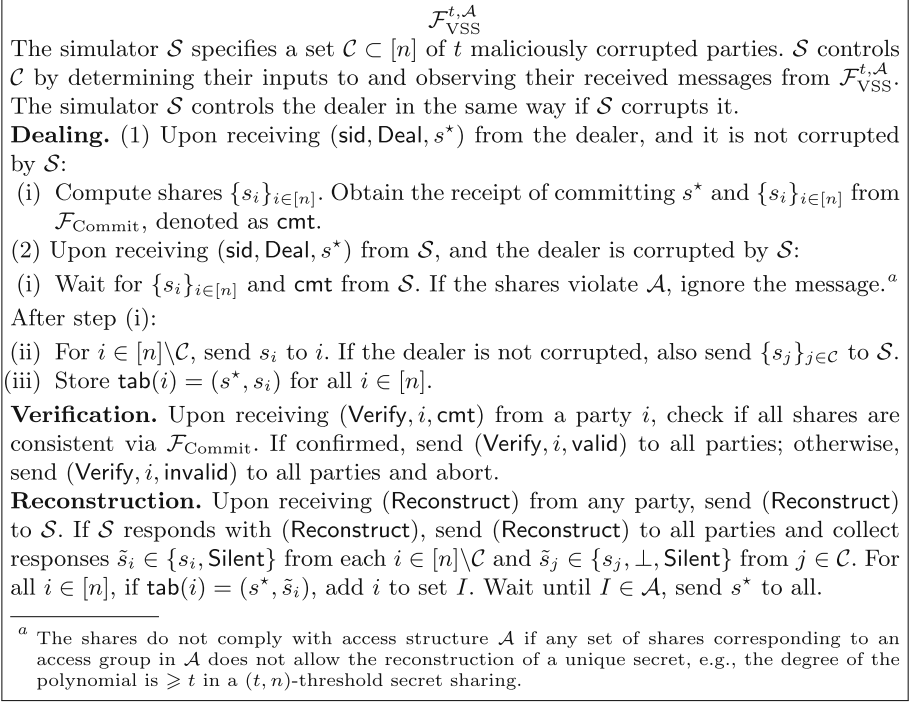 𝓕_VSS^{t,𝒜}
The simulator 𝒮 specifies a set 𝒞 ⊂ [n] of t maliciously corrupted parties. 𝒮 controls
𝒞 by determining their inputs to and observing their received messages from 𝓕_VSS^{t,𝒜}.
The simulator 𝒮 controls the dealer in the same way if 𝒮 corrupts it.
Dealing. (1) Upon receiving (sid, Deal, s⋆) from the dealer, and it is not corrupted
by 𝒮:
(i) Compute shares {s_i}_{i∈[n]}. Obtain the receipt of committing s⋆ and {s_i}_{i∈[n]} from
𝓕_Commit, denoted as cmt.
(2) Upon receiving (sid, Deal, s⋆) from 𝒮, and the dealer is corrupted by 𝒮:
(i) Wait for {s_i}_{i∈[n]} and cmt from 𝒮. If the shares violate 𝒜, ignore the message.^a
After step (i):
(ii) For i ∈ [n]\𝒞, send s_i to i. If the dealer is not corrupted, also send {s_j}_{j∈𝒞} to 𝒮.
(iii) Store tab(i) = (s⋆, s_i) for all i ∈ [n].
Verification. Upon receiving (Verify, i, cmt) from a party i, check if all shares are
consistent via 𝓕_Commit. If confirmed, send (Verify, i, valid) to all parties; otherwise,
send (Verify, i, invalid) to all parties and abort.
Reconstruction. Upon receiving (Reconstruct) from any party, send (Reconstruct)
to 𝒮. If 𝒮 responds with (Reconstruct), send (Reconstruct) to all parties and collect
responses s̃_i ∈ {s_i, Silent} from each i ∈ [n]\𝒞 and s̃_j ∈ {s_j, ⊥, Silent} from j ∈ 𝒞. For
all i ∈ [n], if tab(i) = (s⋆, s̃_i), add i to set I. Wait until I ∈ 𝒜, send s⋆ to all.
^a The shares do not comply with access structure 𝒜 if any set of shares corresponding to an
access group in 𝒜 does not allow the reconstruction of a unique secret, e.g., the degree of the
polynomial is ⩾ t in a (t, n)-threshold secret sharing.